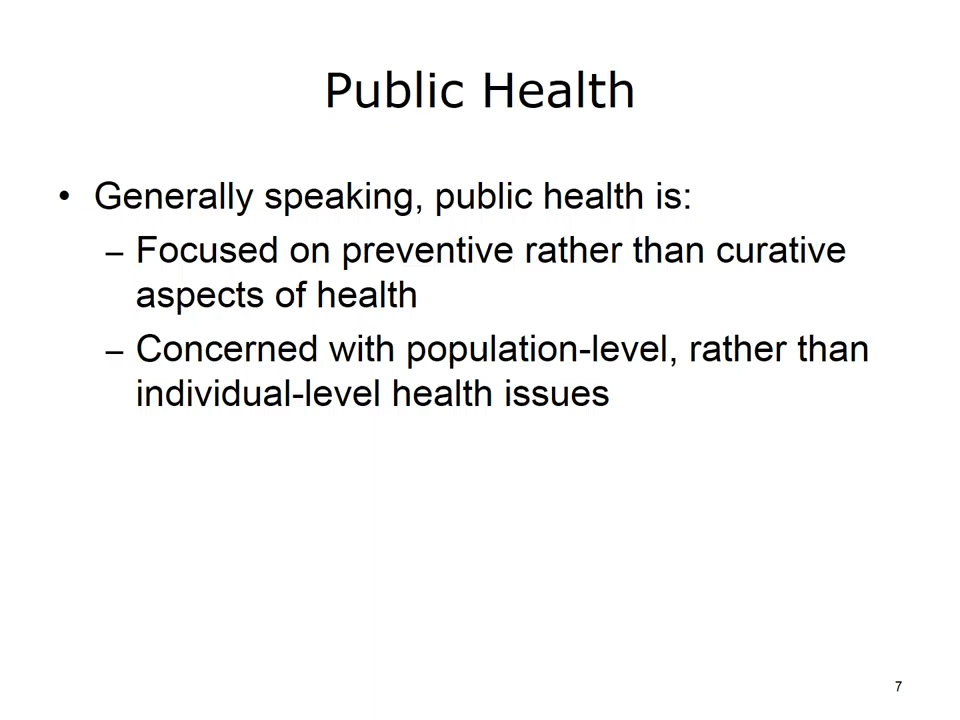 Public Health
• Generally speaking, public health is:
– Focused on preventive rather than curative
aspects of health
– Concerned with population-level, rather than
individual-level health issues
7